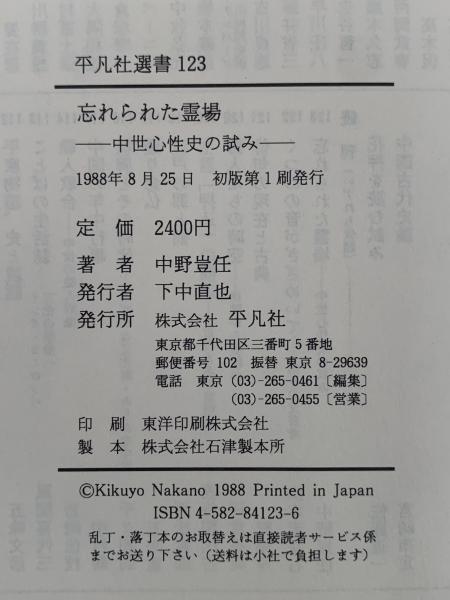 平凡社選書 123
忘れられた霊場
——中世心性史の試み——
1988年8月25日 初版第1刷発行
定 価 2400円
著 者 中野豈任
発行者 下中直也
発行所 株式会社 平凡社
東京都千代田区三番町5番地
郵便番号 102 振替 東京 8-29639
電話 東京 (03)-265-0461〔編集〕
(03)-265-0455〔営業〕
印 刷 東洋印刷株式会社
製 本 株式会社石津製本所
©Kikuyo Nakano 1988 Printed in Japan
ISBN 4-582-84123-6
乱丁・落丁本のお取替えは直接読者サービス係
までお送り下さい(送料は小社で負担します)